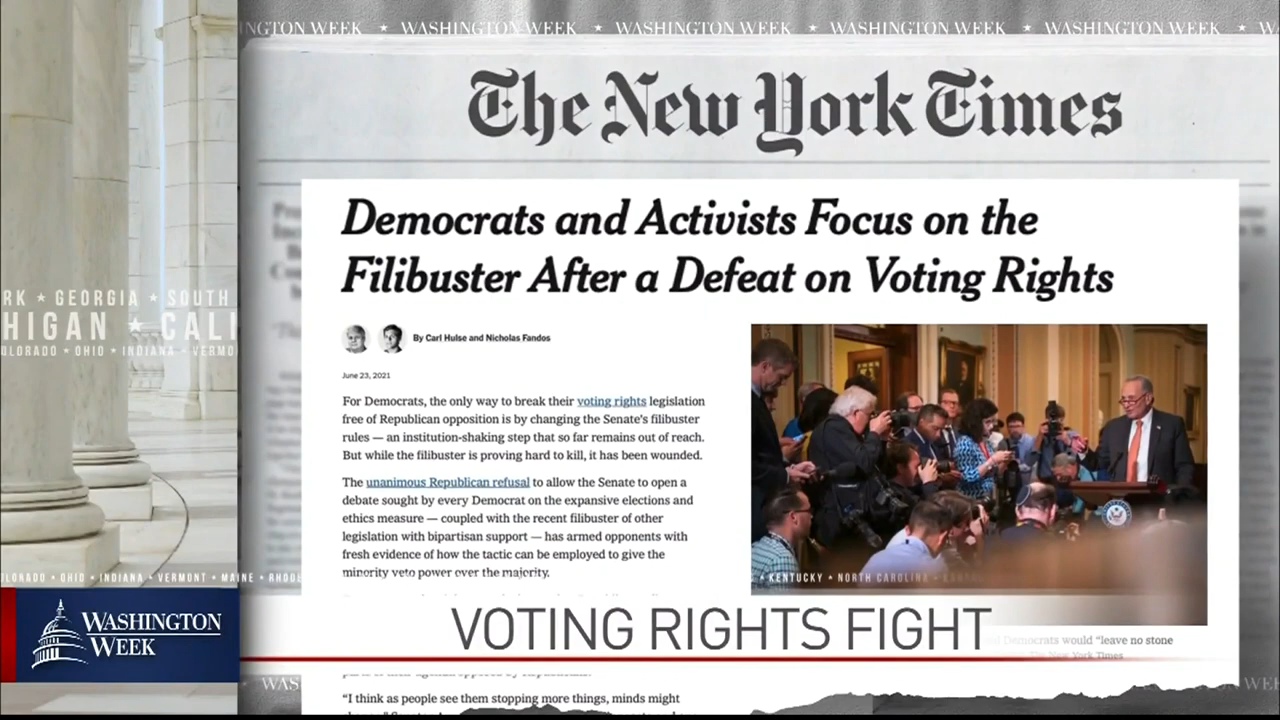 WASHINGTON WEEK ★ WASHINGTON WEEK ★ WASHINGTON WEEK ★ WASHINGTON WEEK
The New York Times
Democrats and Activists Focus on the
Filibuster After a Defeat on Voting Rights
By Carl Hulse and Nicholas Fandos
June 23, 2021
For Democrats, the only way to break their voting rights legislation
free of Republican opposition is by changing the Senate's filibuster
rules — an institution-shaking step that so far remains out of reach.
But while the filibuster is proving hard to kill, it has been wounded.
The unanimous Republican refusal to allow the Senate to open a
debate sought by every Democrat on the expansive elections and
ethics measure — coupled with the recent filibuster of other
legislation with bipartisan support — has armed opponents with
fresh evidence of how the tactic can be employed to give the
minority veto power over the majority.
★ GEORGIA ★ SOUTH
★ CALI
★ OHIO ★ INDIANA ★
★ OHIO ★ INDIANA ★ VERMONT ★ MAINE ★
★ KENTUCKY ★ NORTH CAROLINA ★
VOTING RIGHTS FIGHT
Democrats would “leave no stone
The New York Times
WASHINGTON
WEEK
“I think as people see them stopping more things, minds might